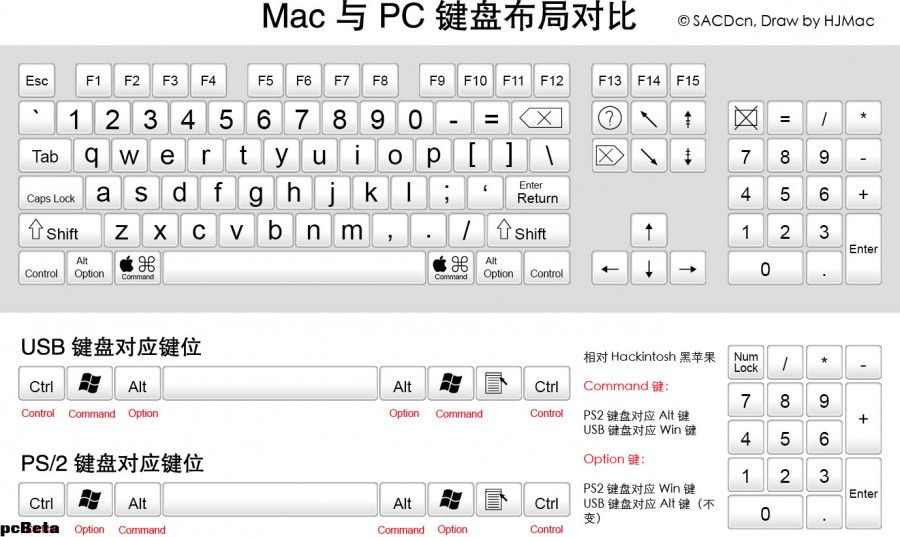 Mac 与 PC 键盘布局对比
© SACDcn, Draw by HJMac
Esc F1 F2 F3 F4 F5 F6 F7 F8 F9 F10 F11 F12 F13 F14 F15
` 1 2 3 4 5 6 7 8 9 0 - = ? = / *
Tab q w e r t y u i o p [ ] \ 7 8 9 -
Caps Lock a s d f g h j k l ; ‘ Enter Return 4 5 6 +
Shift z x c v b n m , . / Shift 1 2 3 Enter
Control Alt Option Command Command Alt Option Control 0 .
USB 键盘对应键位
Ctrl Alt Alt Ctrl
Control Command Option Option Command Control
PS/2 键盘对应键位
Ctrl Alt Alt Ctrl
Control Option Command Command Option Control
pcBeta
相对 Hackintosh 黑苹果
Command 键:
PS2 键盘对应 Alt 键
USB 键盘对应 Win 键
Option 键:
PS2 键盘对应 Win 键
USB 键盘对应 Alt 键（不
变）
Num Lock / * -
7 8 9 +
4 5 6
1 2 3 Enter
0 .